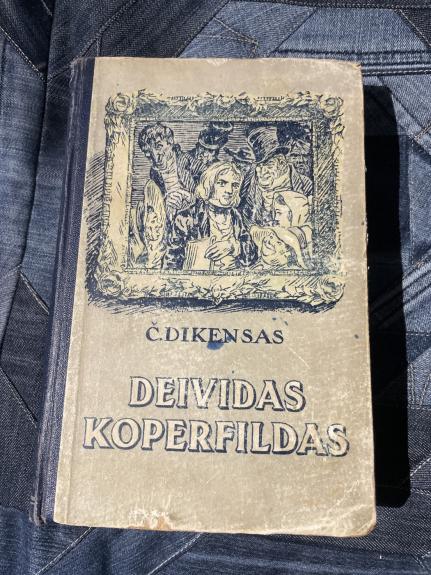 Č. DIKENSAS
DEIVIDAS
KOPERFILDAS